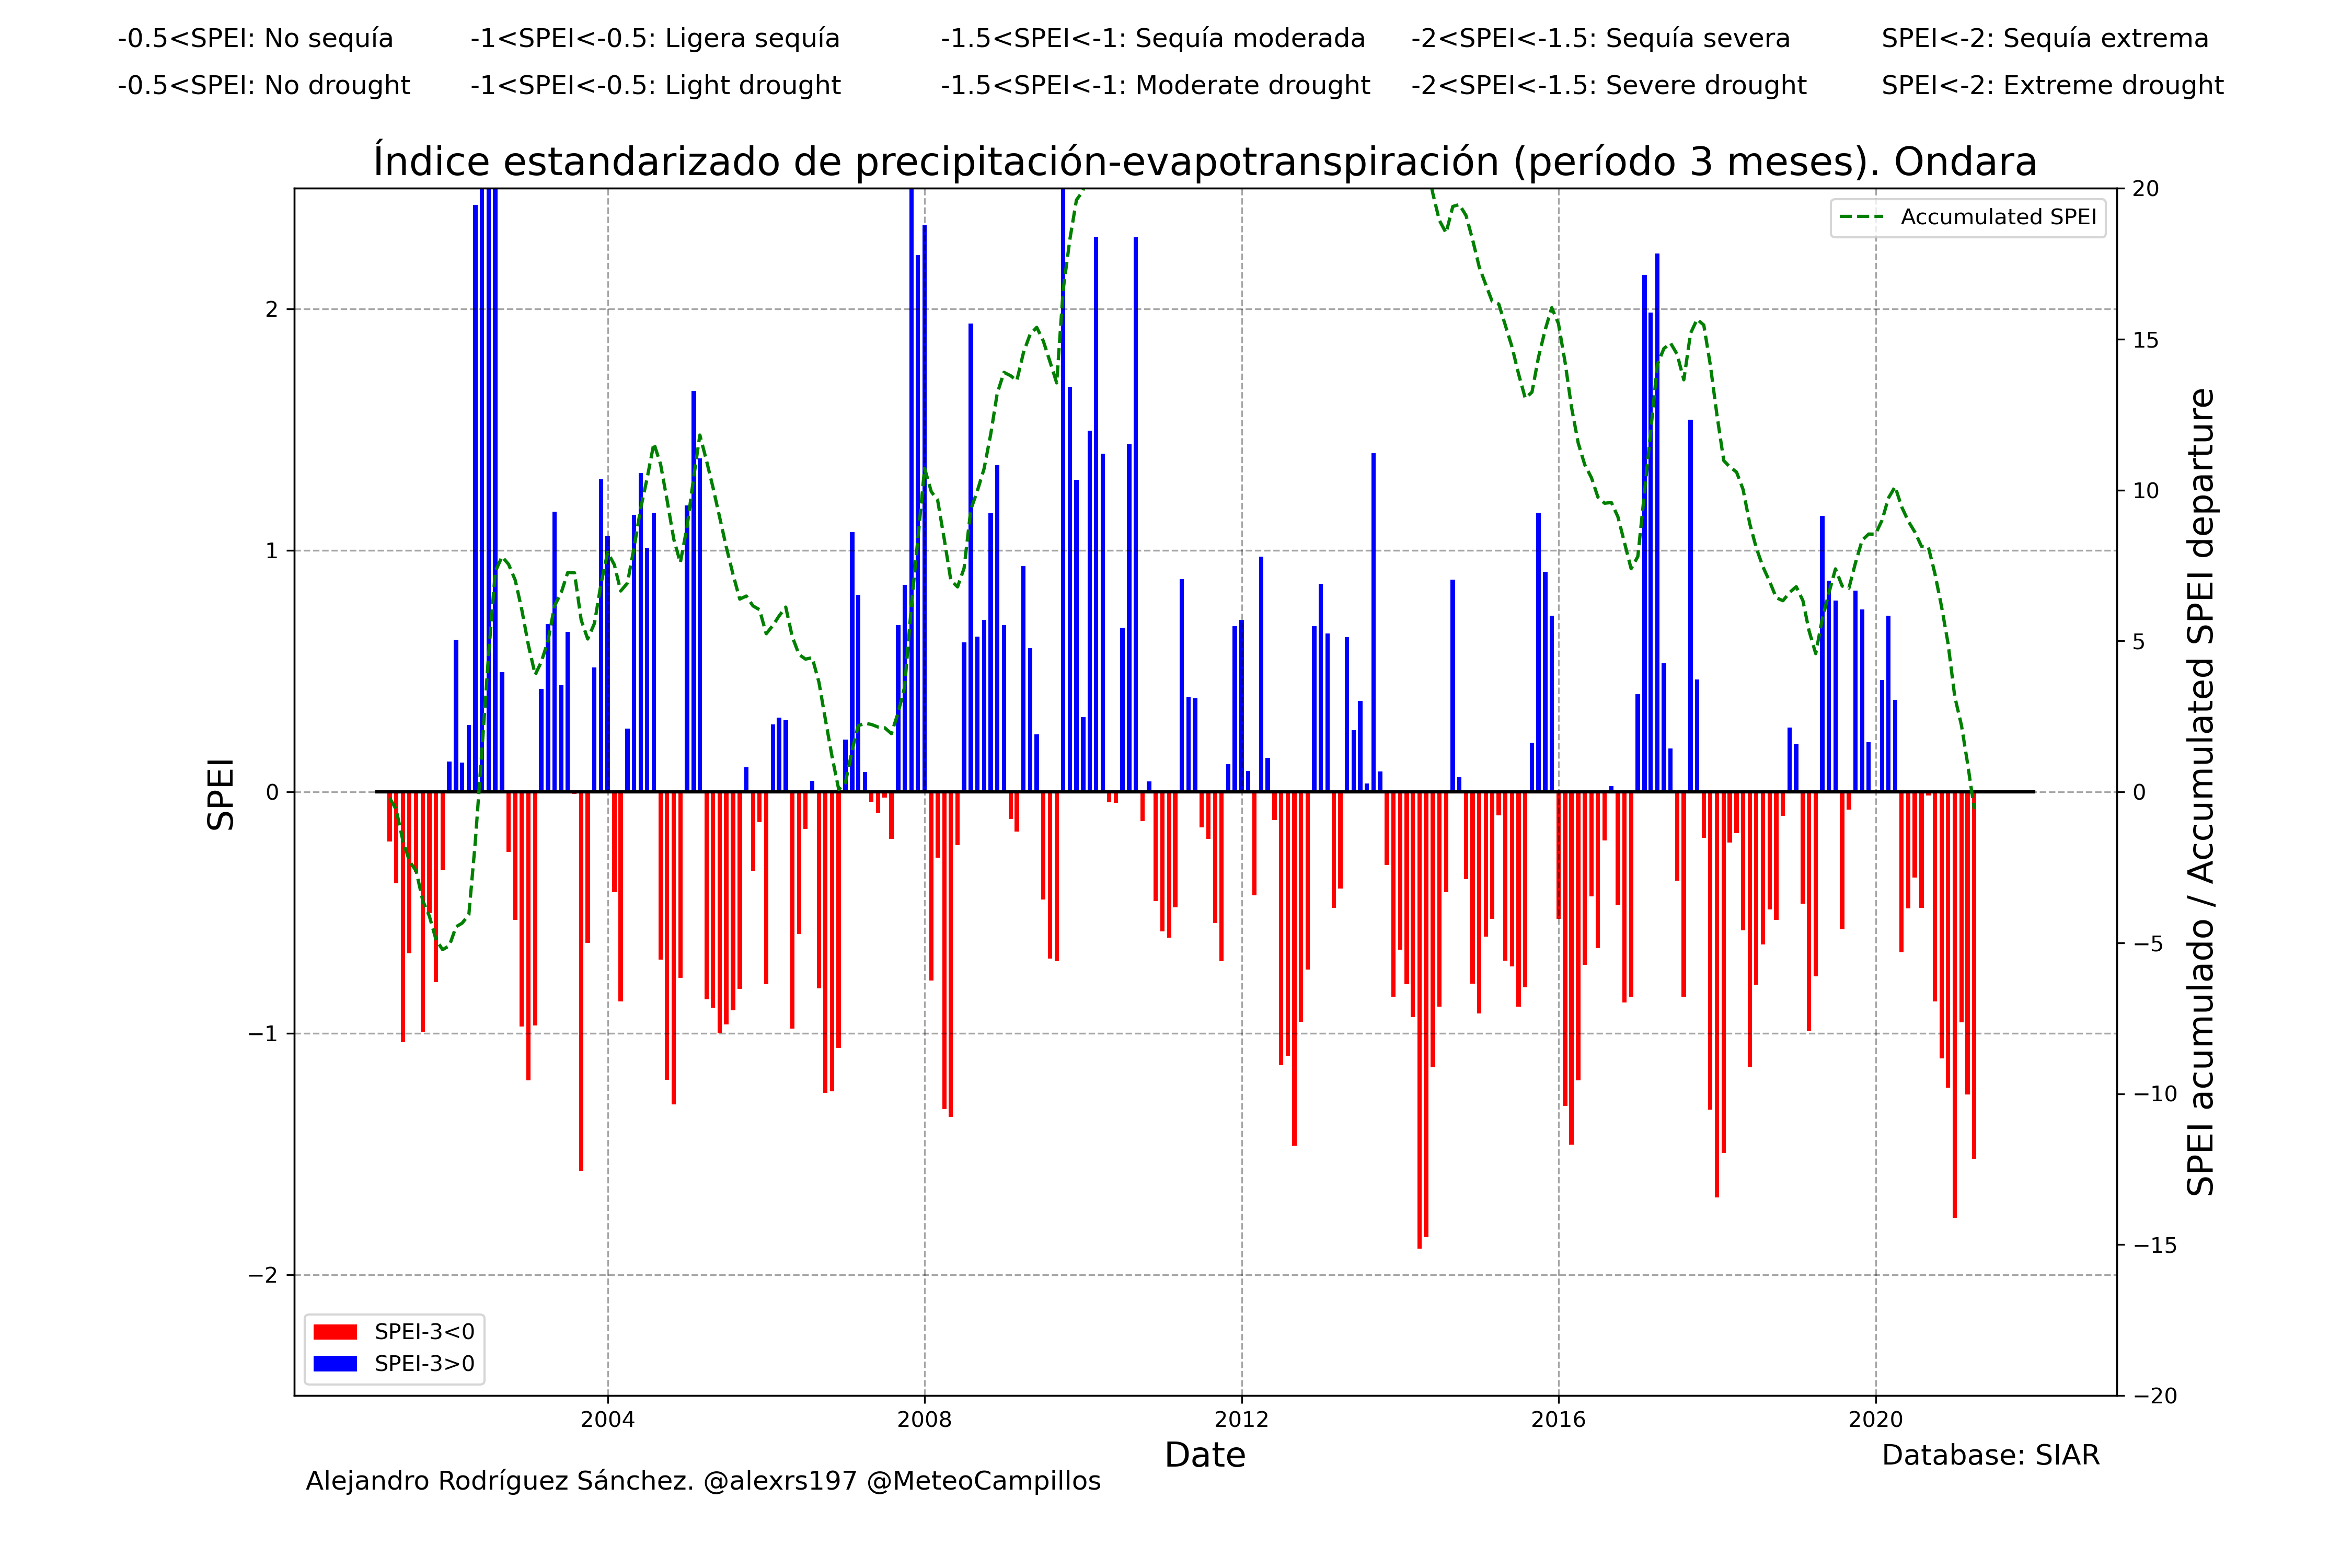 -0.5<SPEI: No sequía -1<SPEI<-0.5: Ligera sequía -1.5<SPEI<-1: Sequía moderada -2<SPEI<-1.5: Sequía severa SPEI<-2: Sequía extrema
-0.5<SPEI: No drought -1<SPEI<-0.5: Light drought -1.5<SPEI<-1: Moderate drought -2<SPEI<-1.5: Severe drought SPEI<-2: Extreme drought
Índice estandarizado de precipitación-evapotranspiración (período 3 meses). Ondara
Accumulated SPEI
SPEI
2
1
0
−1
−2
20
15
10
5
0
−5
−10
−15
−20
SPEI acumulado / Accumulated SPEI departure
SPEI-3<0
SPEI-3>0
2004 2008 2012 2016 2020
Date
Database: SIAR
Alejandro Rodríguez Sánchez. @alexrs197 @MeteoCampillos